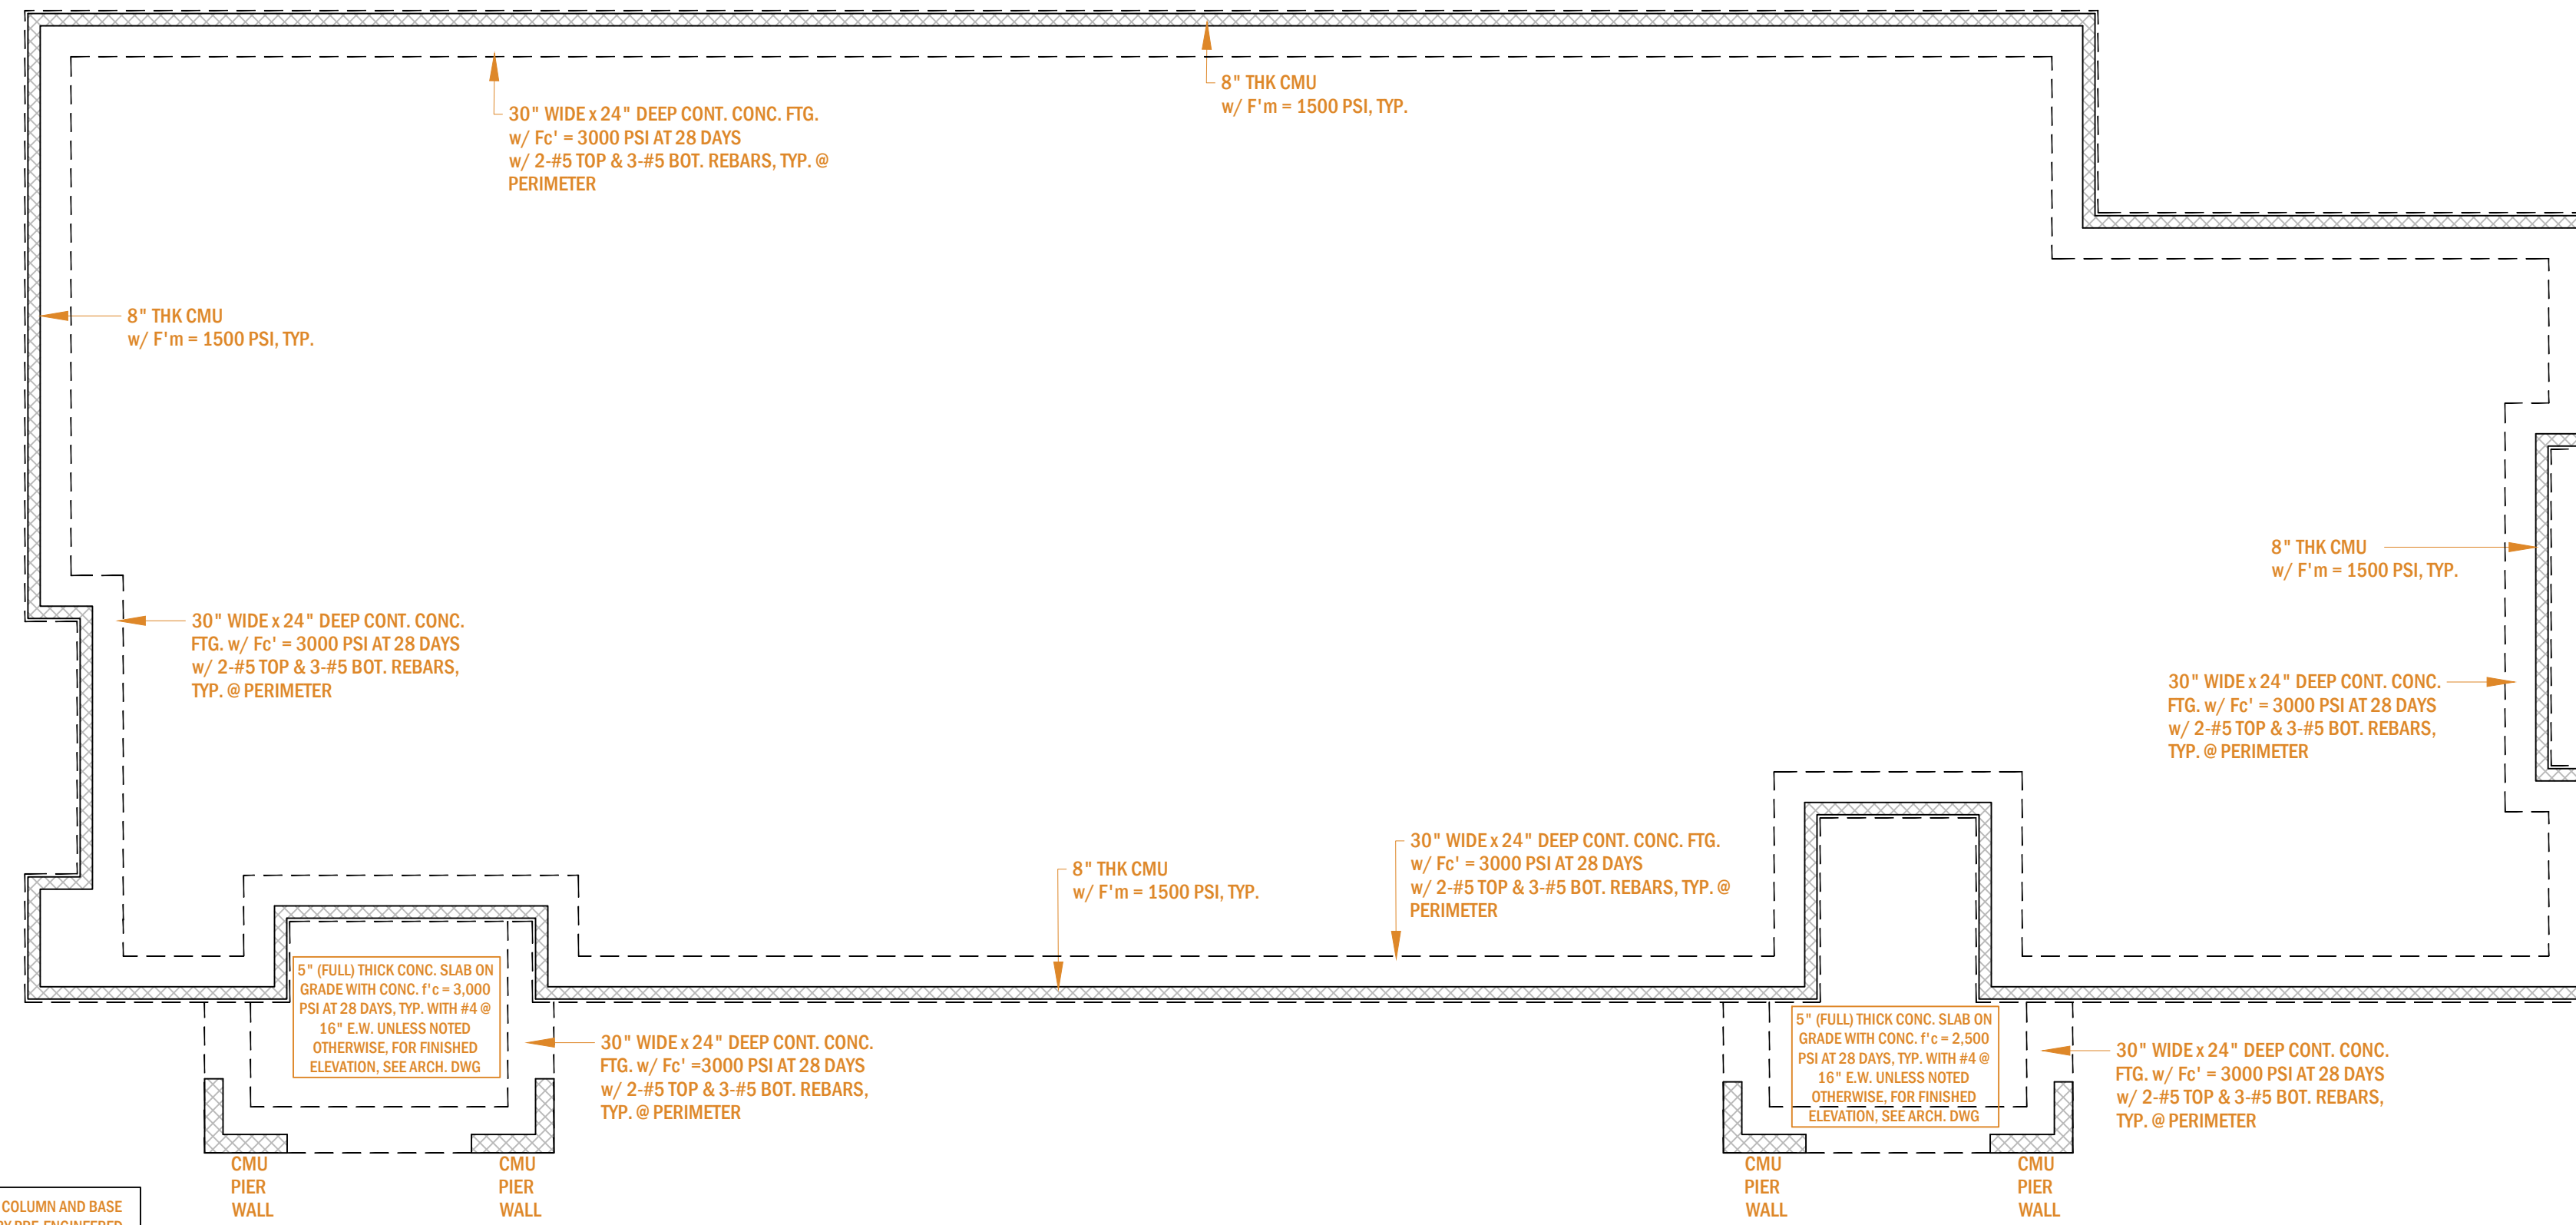 8" THK CMU
w/ F'm = 1500 PSI, TYP.
30" WIDE x 24" DEEP CONT. CONC. FTG.
w/ Fc' = 3000 PSI AT 28 DAYS
w/ 2-#5 TOP & 3-#5 BOT. REBARS, TYP. @
PERIMETER
8" THK CMU
w/ F'm = 1500 PSI, TYP.
8" THK CMU
w/ F'm = 1500 PSI, TYP.
30" WIDE x 24" DEEP CONT. CONC.
FTG. w/ Fc' = 3000 PSI AT 28 DAYS
w/ 2-#5 TOP & 3-#5 BOT. REBARS,
TYP. @ PERIMETER
30" WIDE x 24" DEEP CONT. CONC.
FTG. w/ Fc' = 3000 PSI AT 28 DAYS
w/ 2-#5 TOP & 3-#5 BOT. REBARS,
TYP. @ PERIMETER
30" WIDE x 24" DEEP CONT. CONC. FTG.
w/ Fc' = 3000 PSI AT 28 DAYS
w/ 2-#5 TOP & 3-#5 BOT. REBARS, TYP. @
PERIMETER
8" THK CMU
w/ F'm = 1500 PSI, TYP.
5" (FULL) THICK CONC. SLAB ON
GRADE WITH CONC. f'c = 3,000
PSI AT 28 DAYS, TYP. WITH #4 @
16" E.W. UNLESS NOTED
OTHERWISE, FOR FINISHED
ELEVATION, SEE ARCH. DWG
30" WIDE x 24" DEEP CONT. CONC.
FTG. w/ Fc' =3000 PSI AT 28 DAYS
w/ 2-#5 TOP & 3-#5 BOT. REBARS,
TYP. @ PERIMETER
5" (FULL) THICK CONC. SLAB ON
GRADE WITH CONC. f'c = 2,500
PSI AT 28 DAYS, TYP. WITH #4 @
16" E.W. UNLESS NOTED
OTHERWISE, FOR FINISHED
ELEVATION, SEE ARCH. DWG
30" WIDE x 24" DEEP CONT. CONC.
FTG. w/ Fc' = 3000 PSI AT 28 DAYS
w/ 2-#5 TOP & 3-#5 BOT. REBARS,
TYP. @ PERIMETER
CMU
PIER
WALL
CMU
PIER
WALL
CMU
PIER
WALL
CMU
PIER
WALL
COLUMN AND BASE